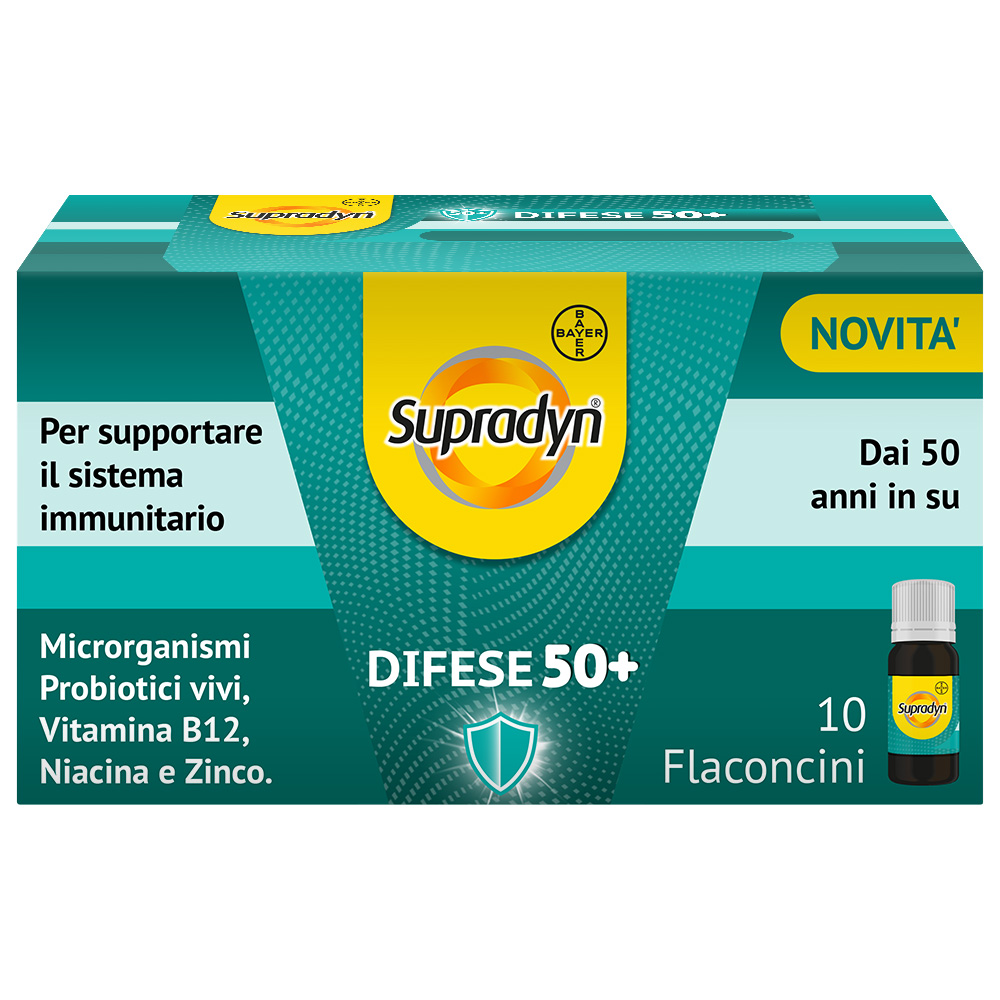 Supradyn
DIFESE 50+
BAYER
BAYER
NOVITA'
Supradyn®
Per supportare
il sistema
immunitario
Dai 50
anni in su
Microrganismi
Probiotici vivi,
Vitamina B12,
Niacina e Zinco.
DIFESE 50+
10
Flaconcini
Supradyn